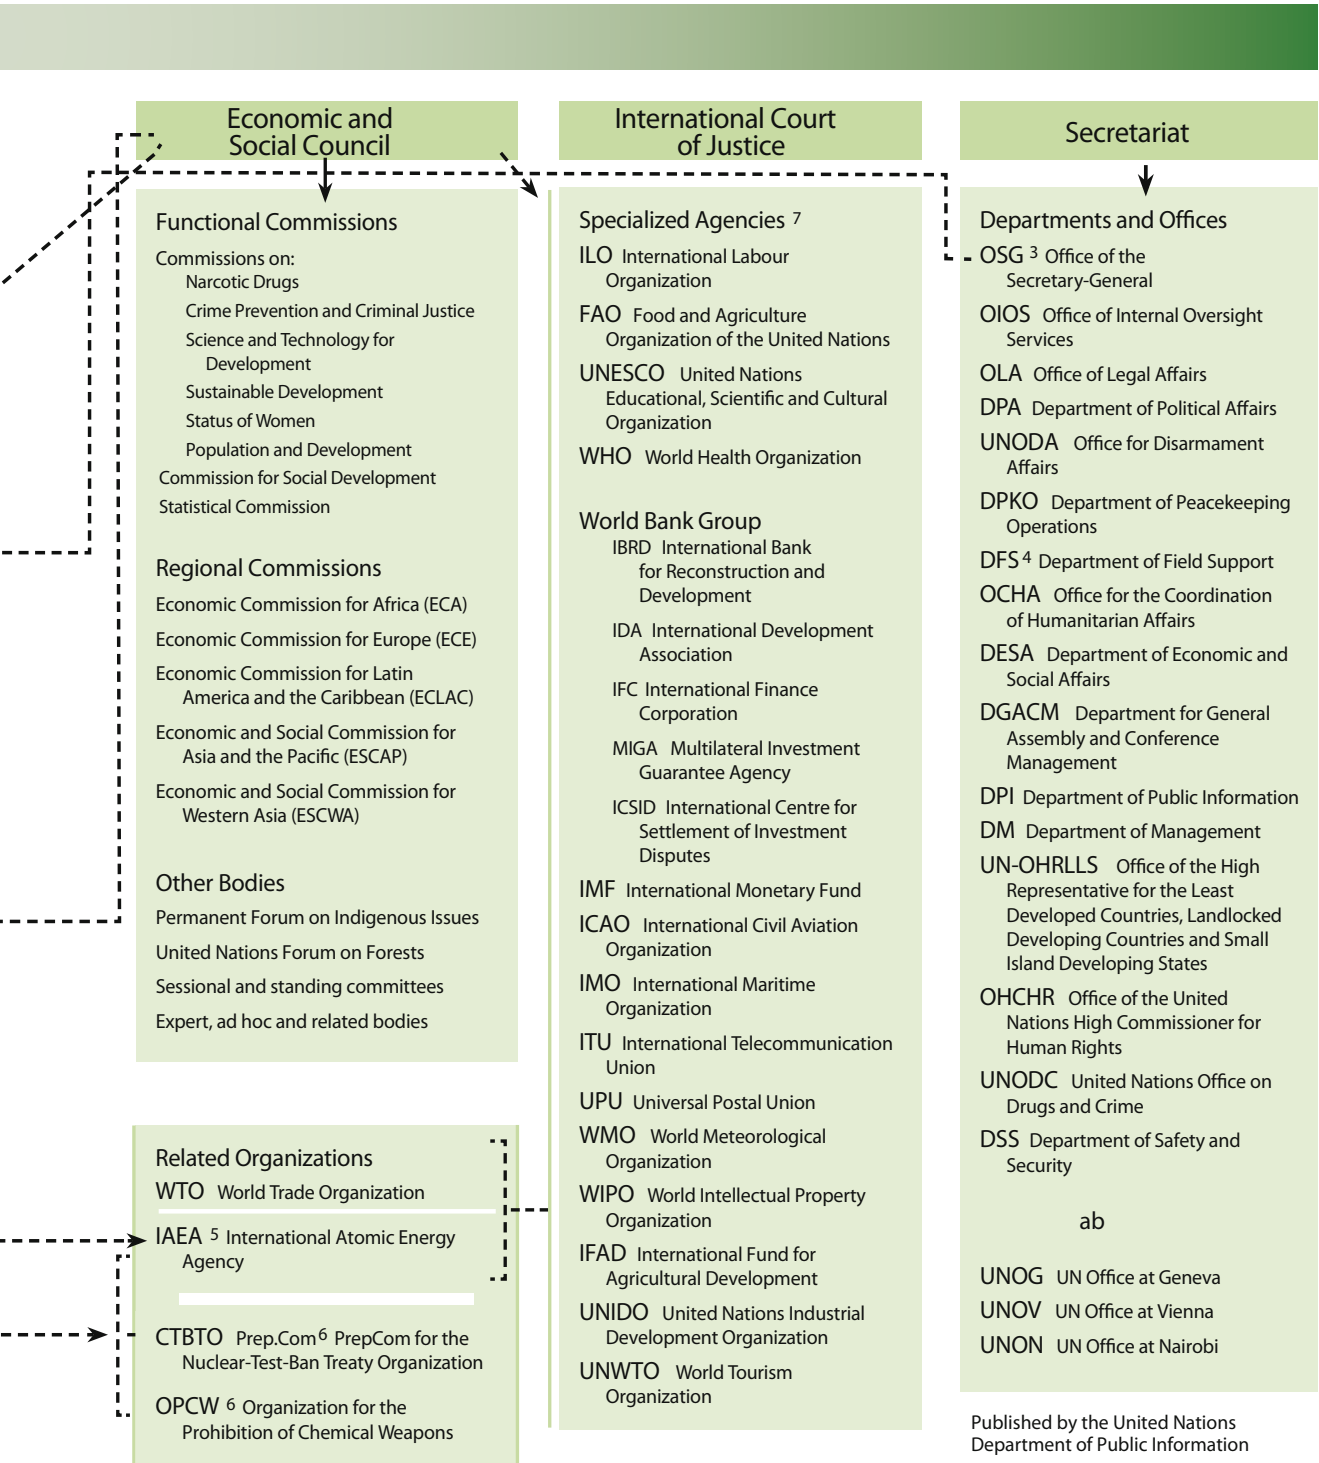 Economic and
Social Council
Functional Commissions
Commissions on:
Narcotic Drugs
Crime Prevention and Criminal Justice
Science and Technology for
Development
Sustainable Development
Status of Women
Population and Development
Commission for Social Development
Statistical Commission
Regional Commissions
Economic Commission for Africa (ECA)
Economic Commission for Europe (ECE)
Economic Commission for Latin
America and the Caribbean (ECLAC)
Economic and Social Commission for
Asia and the Pacific (ESCAP)
Economic and Social Commission for
Western Asia (ESCWA)
Other Bodies
Permanent Forum on Indigenous Issues
United Nations Forum on Forests
Sessional and standing committees
Expert, ad hoc and related bodies
Related Organizations
WTO World Trade Organization
IAEA 5 International Atomic Energy
Agency
CTBTO Prep.Com 6 PrepCom for the
Nuclear-Test-Ban Treaty Organization
OPCW 6 Organization for the
Prohibition of Chemical Weapons
International Court
of Justice
Specialized Agencies 7
ILO International Labour
Organization
FAO Food and Agriculture
Organization of the United Nations
UNESCO United Nations
Educational, Scientific and Cultural
Organization
WHO World Health Organization
World Bank Group
IBRD International Bank
for Reconstruction and
Development
IDA International Development
Association
IFC International Finance
Corporation
MIGA Multilateral Investment
Guarantee Agency
ICSID International Centre for
Settlement of Investment
Disputes
IMF International Monetary Fund
ICAO International Civil Aviation
Organization
IMO International Maritime
Organization
ITU International Telecommunication
Union
UPU Universal Postal Union
WMO World Meteorological
Organization
WIPO World Intellectual Property
Organization
IFAD International Fund for
Agricultural Development
UNIDO United Nations Industrial
Development Organization
UNWTO World Tourism
Organization
Secretariat
Departments and Offices
OSG 3 Office of the
Secretary-General
OIOS Office of Internal Oversight
Services
OLA Office of Legal Affairs
DPA Department of Political Affairs
UNODA Office for Disarmament
Affairs
DPKO Department of Peacekeeping
Operations
DFS 4 Department of Field Support
OCHA Office for the Coordination
of Humanitarian Affairs
DESA Department of Economic and
Social Affairs
DGACM Department for General
Assembly and Conference
Management
DPI Department of Public Information
DM Department of Management
UN-OHRLLS Office of the High
Representative for the Least
Developed Countries, Landlocked
Developing Countries and Small
Island Developing States
OHCHR Office of the United
Nations High Commissioner for
Human Rights
UNODC United Nations Office on
Drugs and Crime
DSS Department of Safety and
Security
ab
UNOG UN Office at Geneva
UNOV UN Office at Vienna
UNON UN Office at Nairobi
Published by the United Nations
Department of Public Information